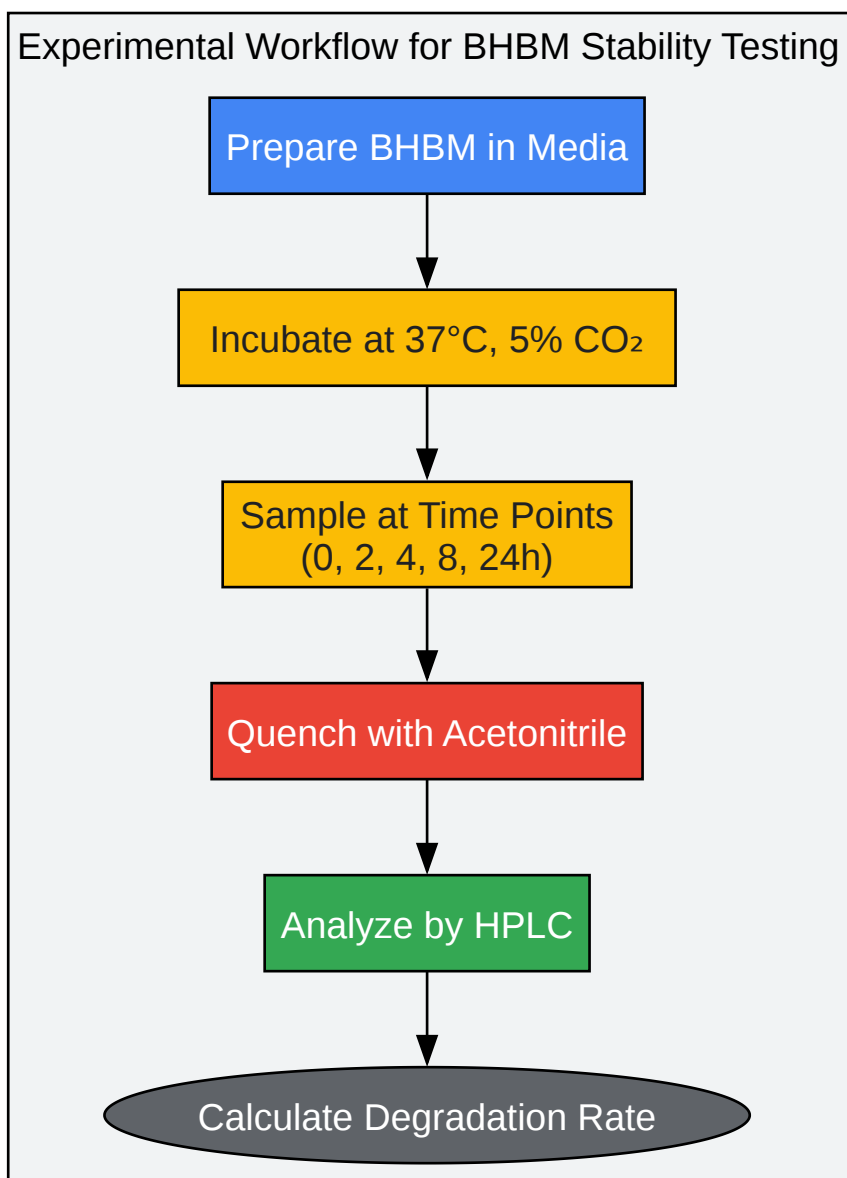 Experimental Workflow for BHBM Stability Testing
Prepare BHBM in Media
Incubate at 37°C, 5% CO₂
Sample at Time Points
(0, 2, 4, 8, 24h)
Quench with Acetonitrile
Analyze by HPLC
Calculate Degradation Rate